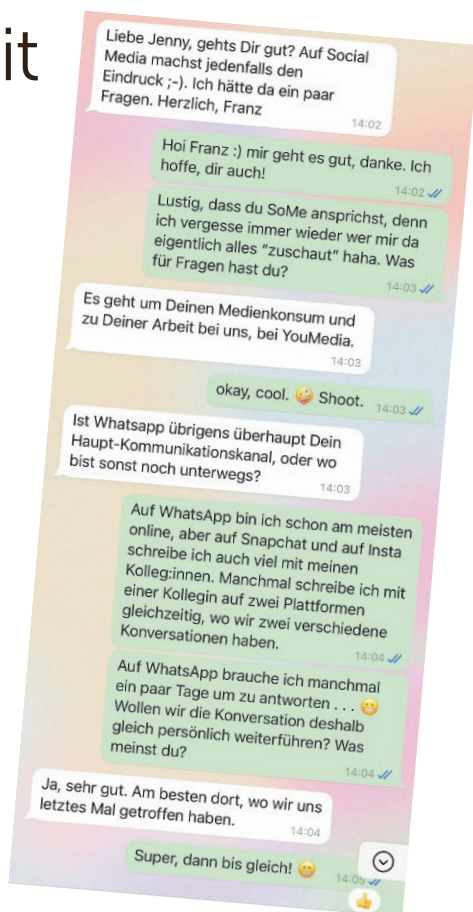 it
Liebe Jenny, gehts Dir gut? Auf Social
Media machst jedenfalls den
Eindruck ;-). Ich hätte da ein paar
Fragen. Herzlich, Franz
14:02
Hoi Franz :) mir geht es gut, danke. Ich
hoffe, dir auch!
14:02
Lustig, dass du SoMe ansprichst, denn
ich vergesse immer wieder wer mir da
eigentlich alles “zuschaut” haha. Was
für Fragen hast du?
14:03
Es geht um Deinen Medienkonsum und
zu Deiner Arbeit bei uns, bei YouMedia.
14:03
okay, cool. 🤪 Shoot.
14:03
Ist Whatsapp übrigens überhaupt Dein
Haupt-Kommunikationskanal, oder wo
bist sonst noch unterwegs?
14:03
Auf WhatsApp bin ich schon am meisten
online, aber auf Snapchat und auf Insta
schreibe ich auch viel mit meinen
Kolleg:innen. Manchmal schreibe ich mit
einer Kollegin auf zwei Plattformen
gleichzeitig, wo wir zwei verschiedene
Konversationen haben.
14:04
Auf WhatsApp brauche ich manchmal
ein paar Tage um zu antworten . . . 😬
Wollen wir die Konversation deshalb
gleich persönlich weiterführen? Was
meinst du?
14:04
Ja, sehr gut. Am besten dort, wo wir uns
letztes Mal getroffen haben.
14:04
Super, dann bis gleich! 😁
14:05